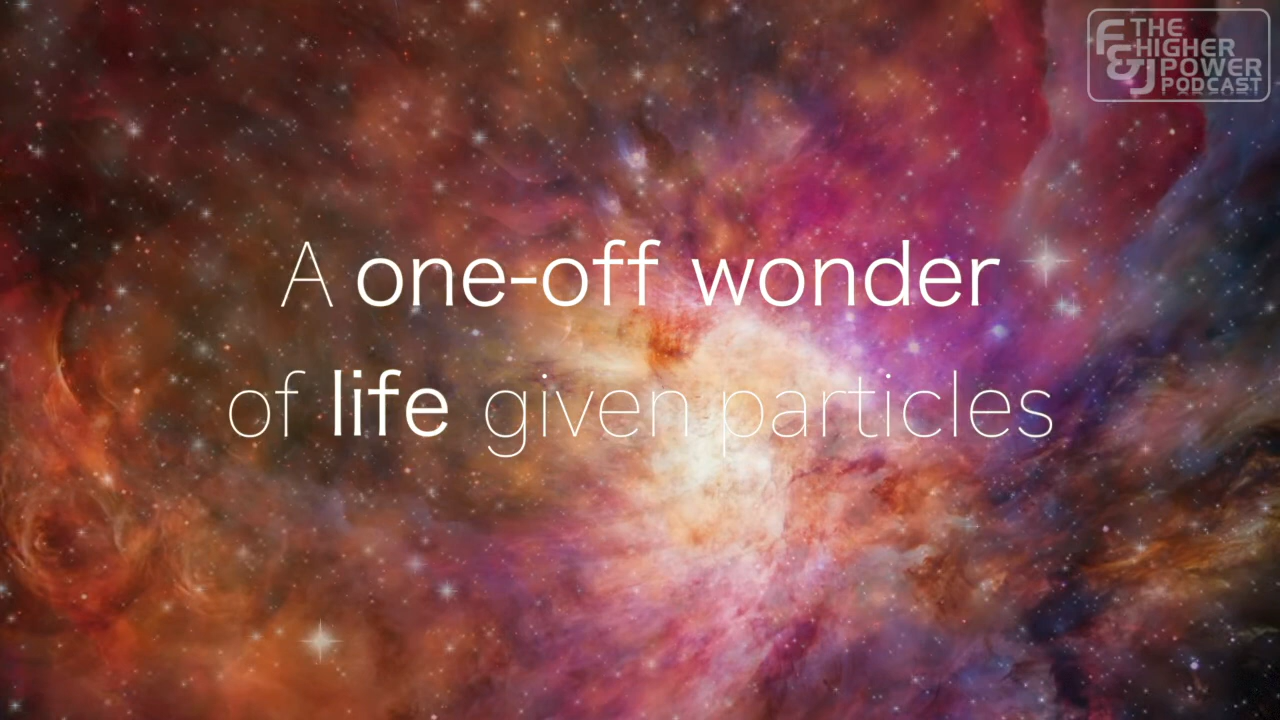 F&J
THE
HIGHER
POWER
PODCAST
A one-off wonder
of life given particles